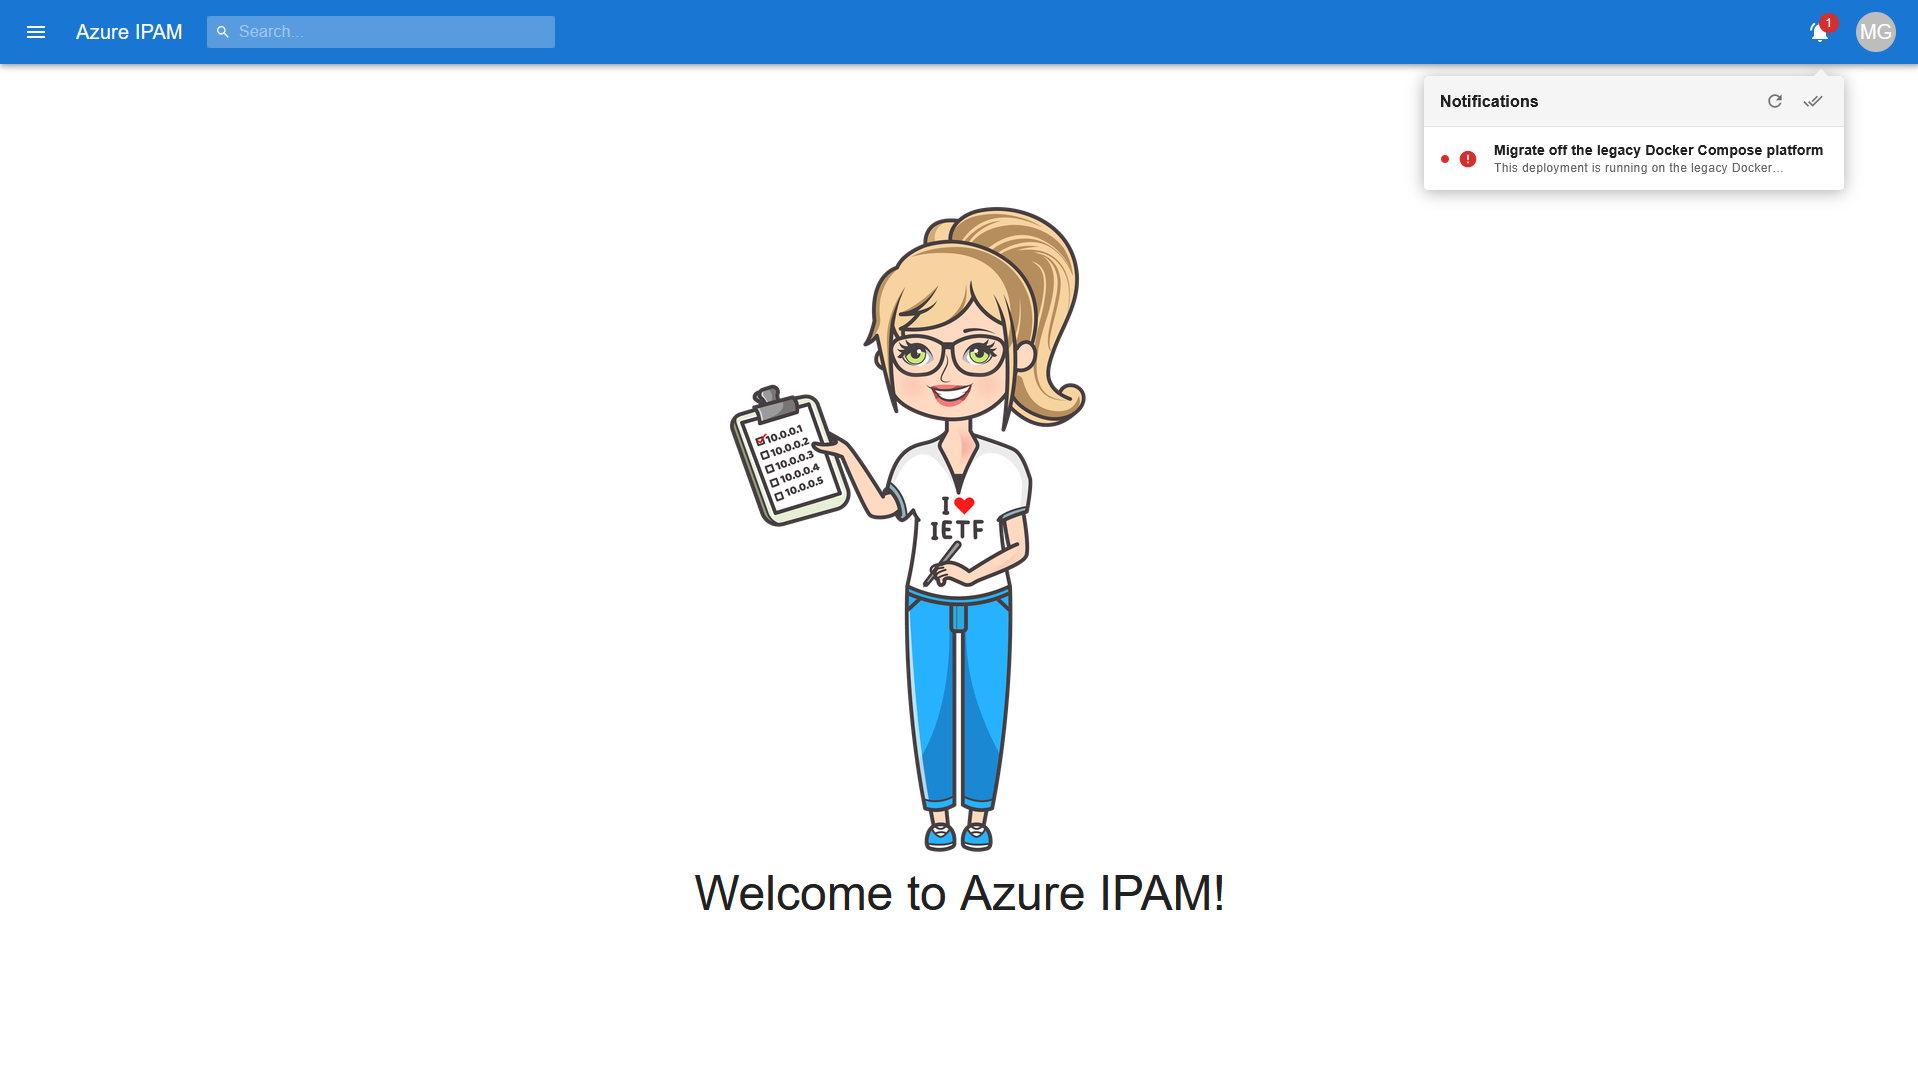 Azure IPAM
Search...
1
MG
Notifications
Migrate off the legacy Docker Compose platform
This deployment is running on the legacy Docker...
10.0.0.1
10.0.0.2
10.0.0.3
10.0.0.4
10.0.0.5
I
IETF
Welcome to Azure IPAM!